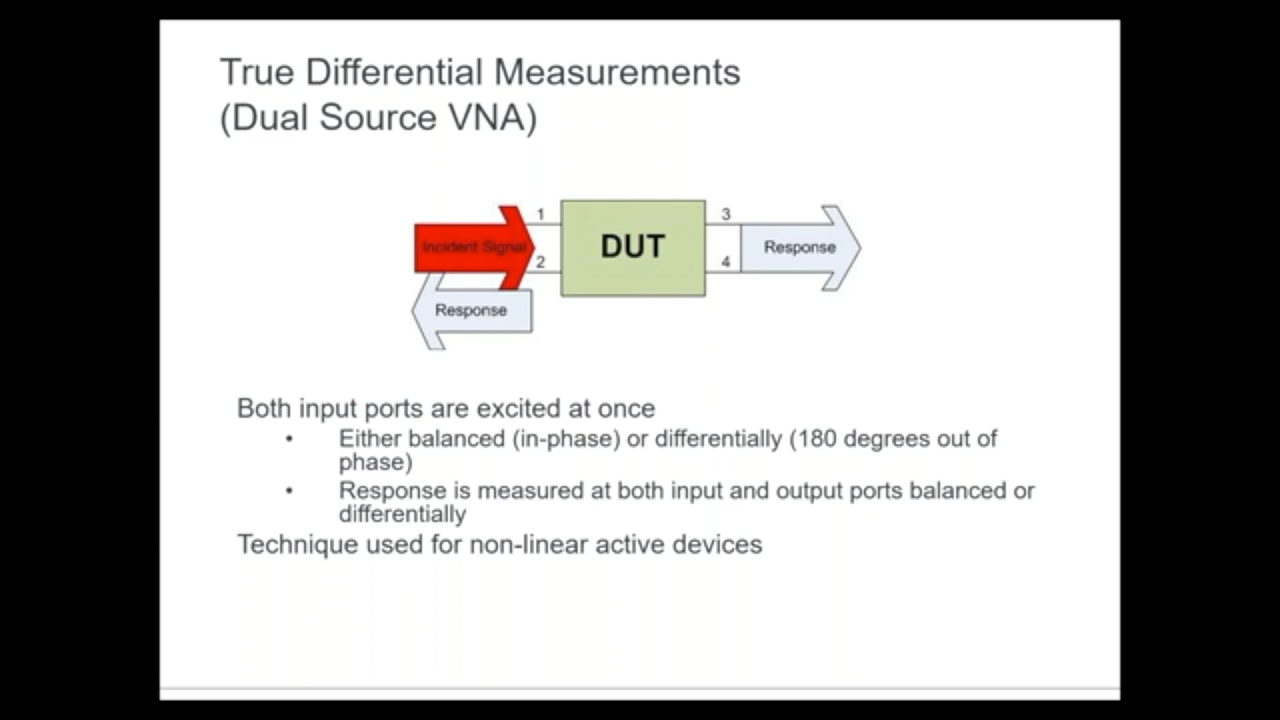 True Differential Measurements
(Dual Source VNA)
1
3
Incident Signal
DUT
Response
2
4
Response
Both input ports are excited at once
• Either balanced (in-phase) or differentially (180 degrees out of
phase)
• Response is measured at both input and output ports balanced or
differentially
Technique used for non-linear active devices